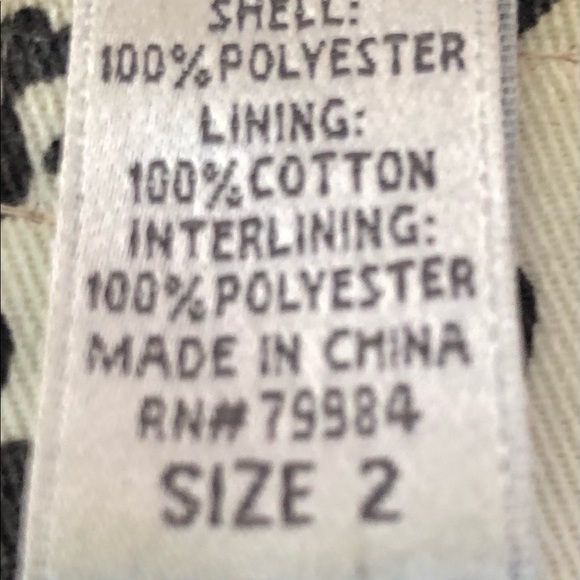 SHELL:
100% POLYESTER
LINING:
100% COTTON
INTERLINING:
100% POLYESTER
MADE IN CHINA
RN# 79984
SIZE 2